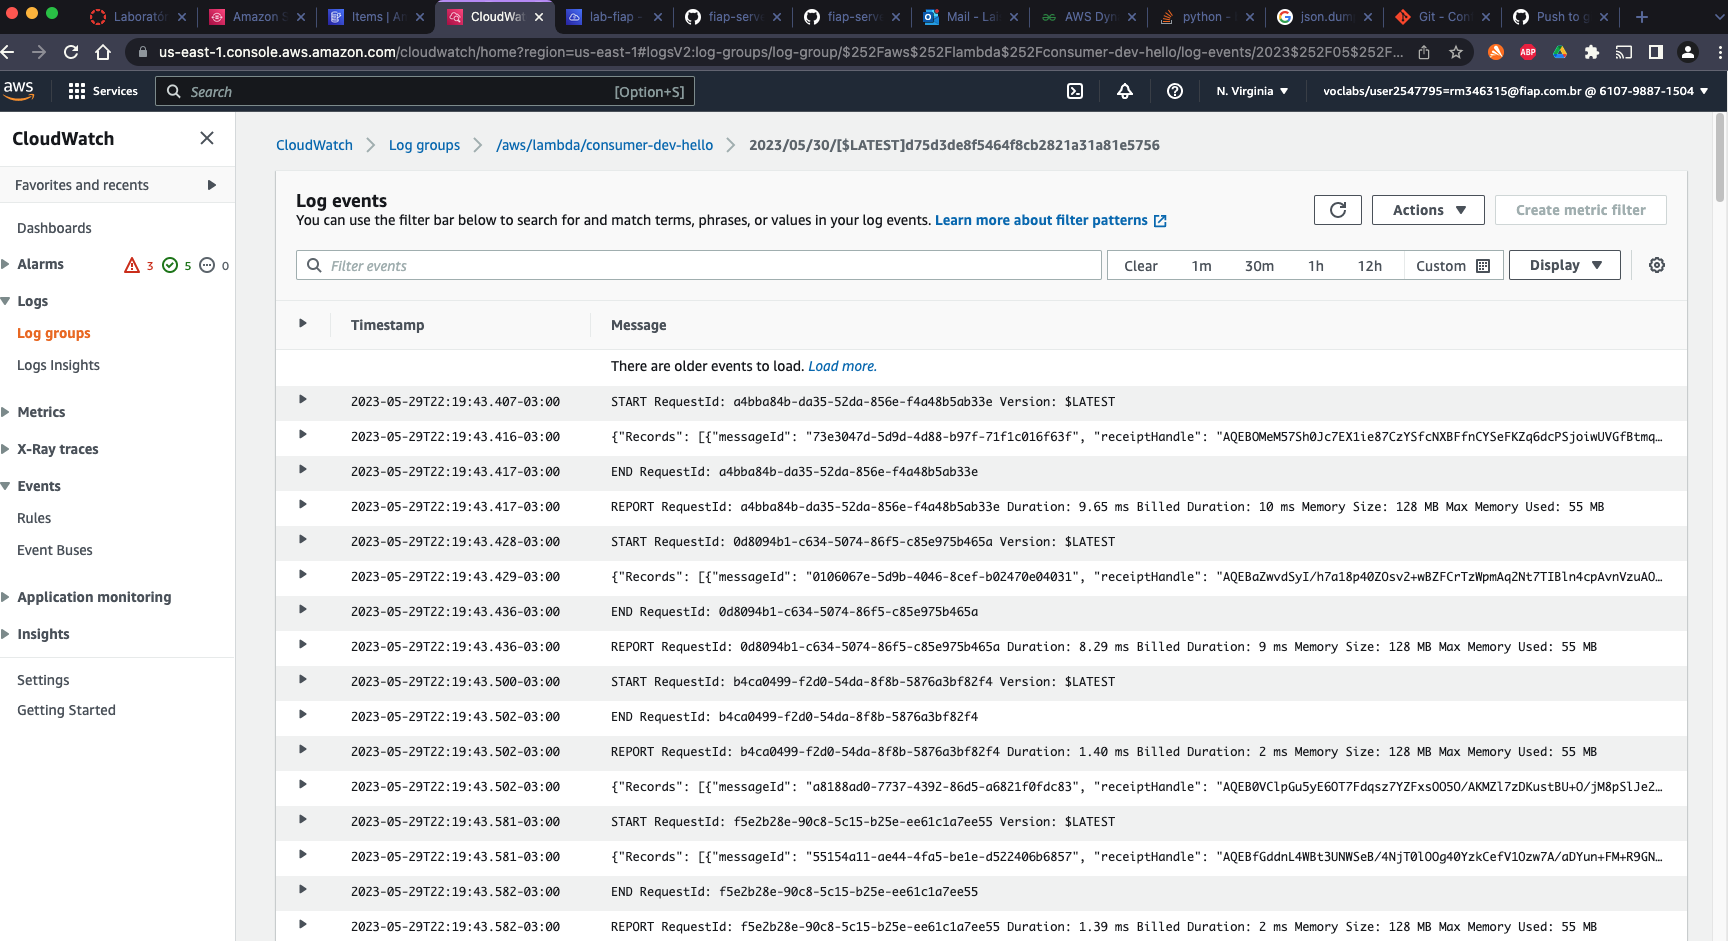 Laboratór
Amazon S
Items | Am
CloudWat
lab-fiap -
fiap-serve
fiap-serve
Mail - Lai
AWS Dyn
python -
json.dum
Git - Con
Push to g
us-east-1.console.aws.amazon.com/cloudwatch/home?region=us-east-1#logsV2:log-groups/log-group/$252Faws$252Flambda$252Fconsumer-dev-hello/log-events/2023$252F05$252F...
ABP
aws
Services
Search
[Option+S]
N. Virginia
voclabs/user2547795=rm346315@fiap.com.br @ 6107-9887-1504
CloudWatch
Favorites and recents
Dashboards
Alarms 3 5 0
Logs
Log groups
Logs Insights
Metrics
X-Ray traces
Events
Rules
Event Buses
Application monitoring
Insights
Settings
Getting Started
CloudWatch > Log groups > /aws/lambda/consumer-dev-hello > 2023/05/30/[$LATEST]d75d3de8f5464f8cb2821a31a81e5756
Log events
You can use the filter bar below to search for and match terms, phrases, or values in your log events. Learn more about filter patterns
Actions
Create metric filter
Filter events
Clear 1m 30m 1h 12h Custom
Display
Timestamp Message
There are older events to load. Load more.
2023-05-29T22:19:43.407-03:00 START RequestId: a4bba84b-da35-52da-856e-f4a48b5ab33e Version: $LATEST
2023-05-29T22:19:43.416-03:00 {"Records": [{"messageId": "73e3047d-5d9d-4d88-b97f-71f1c016f63f", "receiptHandle": "AQEBOMeM57Sh0Jc7EX1ie87CzYSfcNXBFfnCYSeFKZq6dcPSjoiwUVGfBtmq…
2023-05-29T22:19:43.417-03:00 END RequestId: a4bba84b-da35-52da-856e-f4a48b5ab33e
2023-05-29T22:19:43.417-03:00 REPORT RequestId: a4bba84b-da35-52da-856e-f4a48b5ab33e Duration: 9.65 ms Billed Duration: 10 ms Memory Size: 128 MB Max Memory Used: 55 MB
2023-05-29T22:19:43.428-03:00 START RequestId: 0d8094b1-c634-5074-86f5-c85e975b465a Version: $LATEST
2023-05-29T22:19:43.429-03:00 {"Records": [{"messageId": "0106067e-5d9b-4046-8cef-b02470e04031", "receiptHandle": "AQEBaZwvdSyI/h7a18p40ZOsv2+wBZFCrTzWpmAq2Nt7TIBln4cpAvnVzuAO…
2023-05-29T22:19:43.436-03:00 END RequestId: 0d8094b1-c634-5074-86f5-c85e975b465a
2023-05-29T22:19:43.436-03:00 REPORT RequestId: 0d8094b1-c634-5074-86f5-c85e975b465a Duration: 8.29 ms Billed Duration: 9 ms Memory Size: 128 MB Max Memory Used: 55 MB
2023-05-29T22:19:43.500-03:00 START RequestId: b4ca0499-f2d0-54da-8f8b-5876a3bf82f4 Version: $LATEST
2023-05-29T22:19:43.502-03:00 END RequestId: b4ca0499-f2d0-54da-8f8b-5876a3bf82f4
2023-05-29T22:19:43.502-03:00 REPORT RequestId: b4ca0499-f2d0-54da-8f8b-5876a3bf82f4 Duration: 1.40 ms Billed Duration: 2 ms Memory Size: 128 MB Max Memory Used: 55 MB
2023-05-29T22:19:43.502-03:00 {"Records": [{"messageId": "a8188ad0-7737-4392-86d5-a6821f0fdc83", "receiptHandle": "AQEB0VClpGu5yE6OT7Fdqsz7YZFxsOO5O/AKMZl7zDKustBU+O/jM8pSlJe2…
2023-05-29T22:19:43.581-03:00 START RequestId: f5e2b28e-90c8-5c15-b25e-ee61c1a7ee55 Version: $LATEST
2023-05-29T22:19:43.581-03:00 {"Records": [{"messageId": "55154a11-ae44-4fa5-be1e-d522406b6857", "receiptHandle": "AQEBfGddnL4WBt3UNWSeB/4NjT0lOOg40YzkCefV1Ozw7A/aDYun+FM+R9GN…
2023-05-29T22:19:43.582-03:00 END RequestId: f5e2b28e-90c8-5c15-b25e-ee61c1a7ee55
2023-05-29T22:19:43.582-03:00 REPORT RequestId: f5e2b28e-90c8-5c15-b25e-ee61c1a7ee55 Duration: 1.39 ms Billed Duration: 2 ms Memory Size: 128 MB Max Memory Used: 55 MB